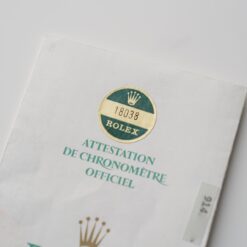 18038
ROLEX
ATTESTATION
DE CHRONOMÈTRE
OFFICIEL
914